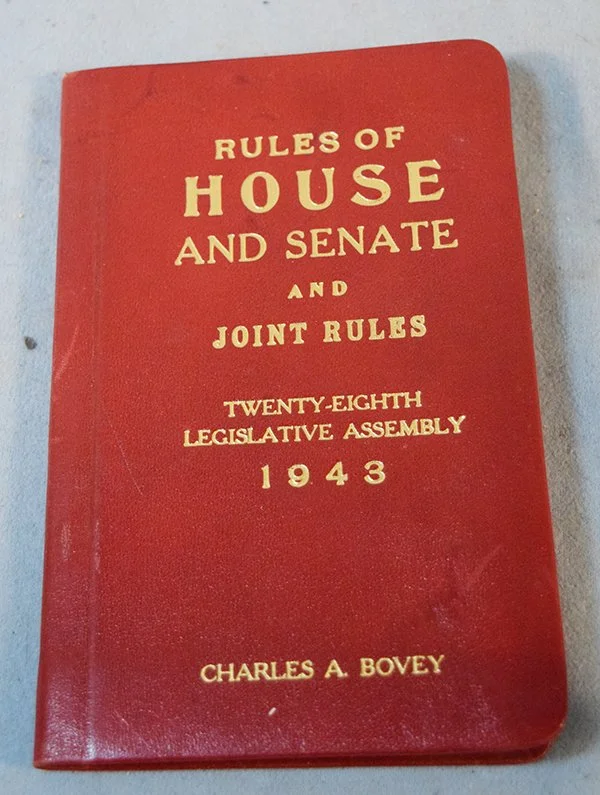 RULES OF
HOUSE
AND SENATE
AND
JOINT RULES
TWENTY-EIGHTH
LEGISLATIVE ASSEMBLY
1943
CHARLES A. BOVEY